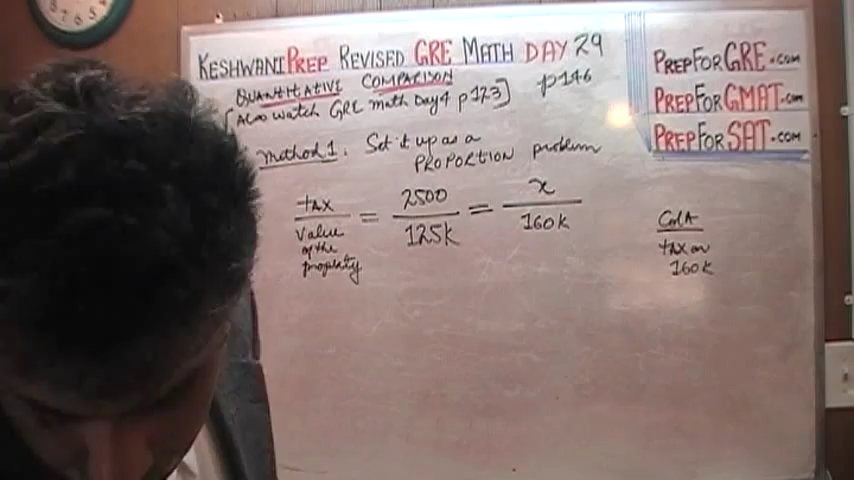 KESHWANIPREP REVISED GRE MATH DAY 29
QUANTITATIVE COMPARISON
[Also watch GRE math Day 4 p123]
p146
PREPFORGRE.COM
PREPFORGMAT.COM
PREPFORSAT.COM
Method 1: Set it up as a
PROPORTION problem
tAX / Value of the property = 2500 / 125K = x / 160K
Col A
tAX on
160K